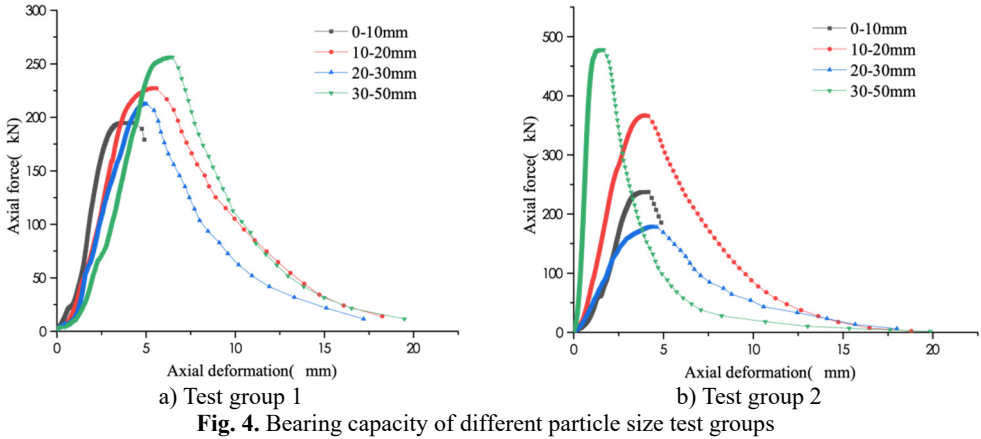 300
250
200
150
100
50
0
Axial force( kN)
0-10mm
10-20mm
20-30mm
30-50mm
0 5 10 15 20
Axial deformation( mm)
a) Test group 1
500
400
300
200
100
0
Axial force( kN)
0-10mm
10-20mm
20-30mm
30-50mm
0 5 10 15 20
Axial deformation( mm)
b) Test group 2
Fig. 4. Bearing capacity of different particle size test groups